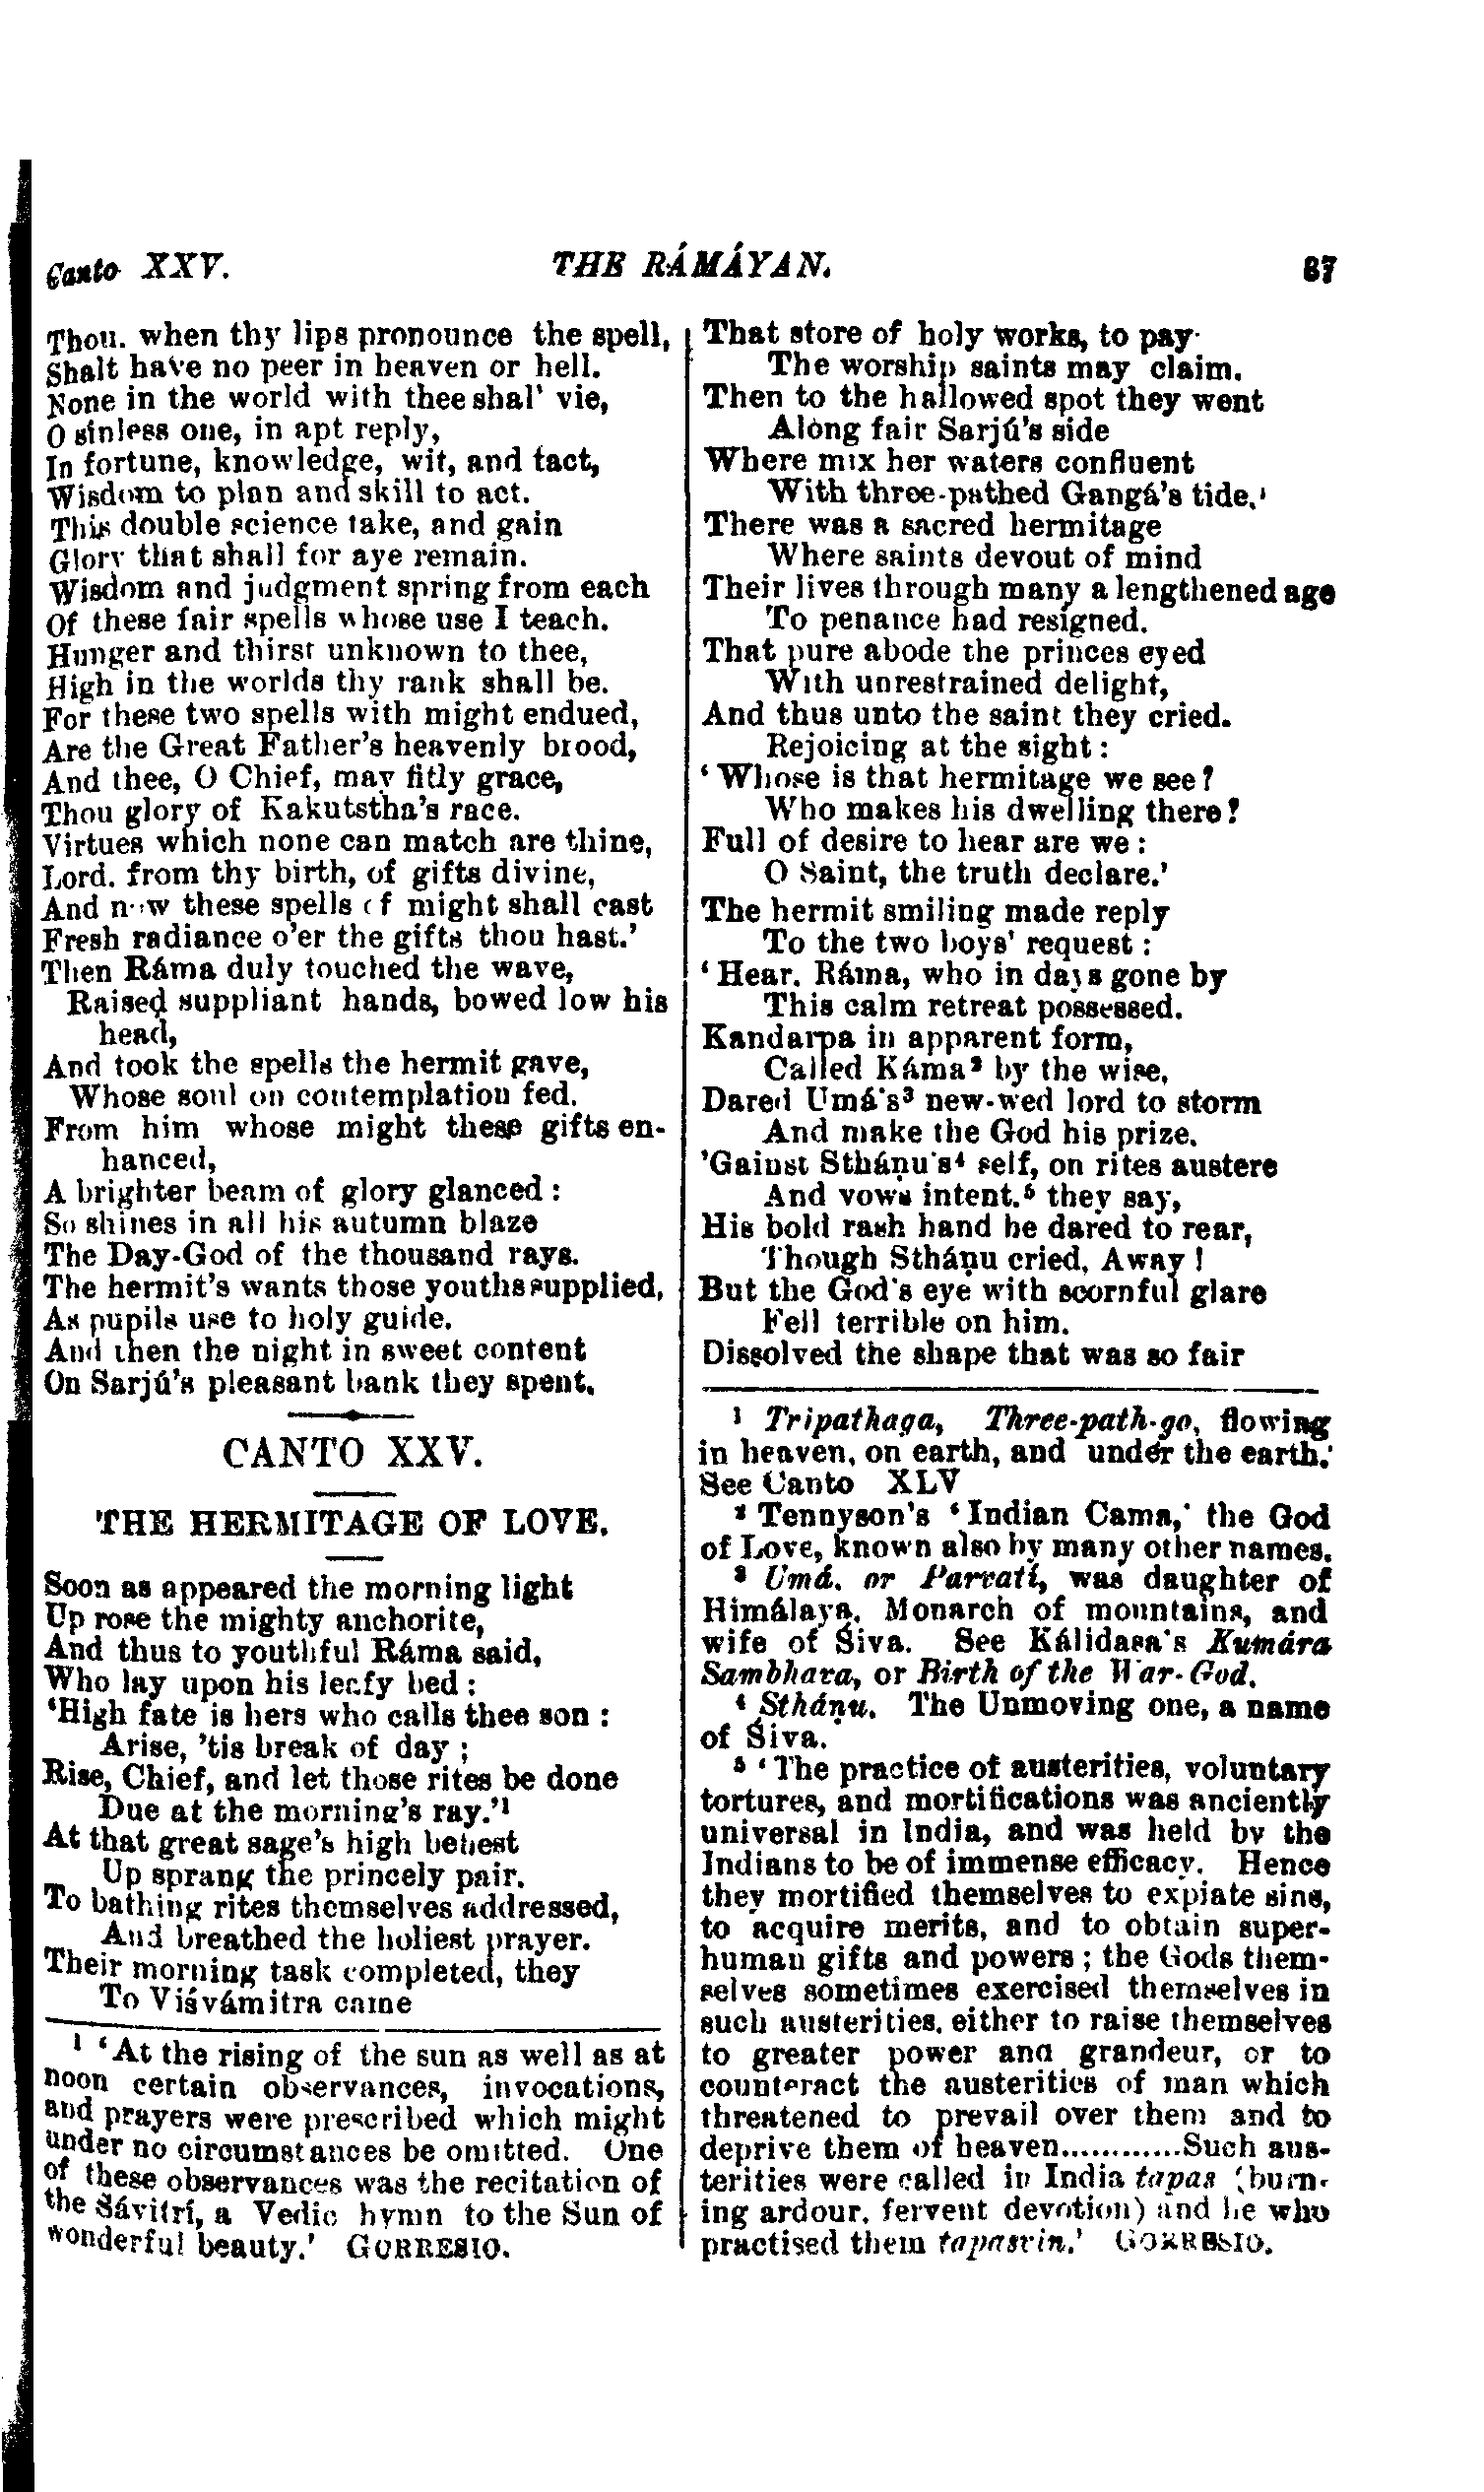 Canto XXV. THE RÁMÁYAN. 37
Thou. when thy lips pronounce the spell,
Shalt have no peer in heaven or hell.
None in the world with thee shal' vie,
O sinless one, in apt reply,
In fortune, knowledge, wit, and tact,
Wisdom to plan and skill to act.
This double science take, and gain
Glory that shall for aye remain.
Wisdom and judgment spring from each
Of these fair spells whose use I teach.
Hunger and thirst unknown to thee,
High in the worlds thy rank shall be.
For these two spells with might endued,
Are the Great Father's heavenly brood,
And thee, O Chief, may fitly grace,
Thou glory of Kakutstha's race.
Virtues which none can match are thine,
Lord. from thy birth, of gifts divine,
And now these spells of might shall cast
Fresh radiance o'er the gifts thou hast.'
Then Ráma duly touched the wave,
Raised suppliant hands, bowed low his
head,
And took the spells the hermit gave,
Whose soul on contemplation fed.
From him whose might these gifts en-
hanced,
A brighter beam of glory glanced :
So shines in all his autumn blaze
The Day-God of the thousand rays.
The hermit's wants those youths supplied,
As pupils use to holy guide.
And then the night in sweet content
On Sarjú's pleasant bank they spent.
CANTO XXV.
THE HERMITAGE OF LOVE.
Soon as appeared the morning light
Up rose the mighty anchorite,
And thus to youthful Ráma said,
Who lay upon his leafy bed :
'High fate is hers who calls thee son :
Arise, 'tis break of day ;
Rise, Chief, and let those rites be done
Due at the morning's ray.'1
At that great sage's high behest
Up sprang the princely pair.
To bathing rites themselves addressed,
And breathed the holiest prayer.
Their morning task completed, they
To Viśvámitra came
1 'At the rising of the sun as well as at
noon certain observances, invocations,
and prayers were prescribed which might
under no circumstances be omitted. One
of these observances was the recitation of
the Sávitrí, a Vedic hymn to the Sun of
wonderful beauty.' GORRESIO.
That store of holy works, to pay
The worship saints may claim.
Then to the hallowed spot they went
Along fair Sarjú's side
Where mix her waters confluent
With three-pathed Gangá's tide.1
There was a sacred hermitage
Where saints devout of mind
Their lives through many a lengthened age
To penance had resigned.
That pure abode the princes eyed
With unrestrained delight,
And thus unto the saint they cried.
Rejoicing at the sight :
'Whose is that hermitage we see?
Who makes his dwelling there?
Full of desire to hear are we :
O Saint, the truth declare.'
The hermit smiling made reply
To the two boys' request :
'Hear. Ráma, who in days gone by
This calm retreat possessed.
Kandarpa in apparent form,
Called Káma2 by the wise,
Dared Umá's3 new-wed lord to storm
And make the God his prize.
'Gainst Stháṇu's4 self, on rites austere
And vows intent.5 they say,
His bold rash hand he dared to rear,
Though Stháṇu cried, Away !
But the God's eye with scornful glare
Fell terrible on him.
Dissolved the shape that was so fair
1 Tripathaga, Three-path-go, flowing
in heaven, on earth, and under the earth.
See Canto XLV
2 Tennyson's 'Indian Cama,' the God
of Love, known also by many other names.
3 Umá. or Parvatí, was daughter of
Himálaya, Monarch of mountains, and
wife of Śiva. See Kálidasa's Kumára
Sambhava, or Birth of the War-God.
4 Stháṇu. The Unmoving one, a name
of Śiva.
5 'The practice of austerities, voluntary
tortures, and mortifications was anciently
universal in India, and was held by the
Indians to be of immense efficacy. Hence
they mortified themselves to expiate sins,
to acquire merits, and to obtain super-
human gifts and powers ; the Gods them-
selves sometimes exercised themselves in
such austerities. either to raise themselves
to greater power and grandeur, or to
counteract the austerities of man which
threatened to prevail over them and to
deprive them of heaven............Such aus-
terities were called in India tapas (burn-
ing ardour. fervent devotion) and he who
practised them tapasvin.' GORRESIO.